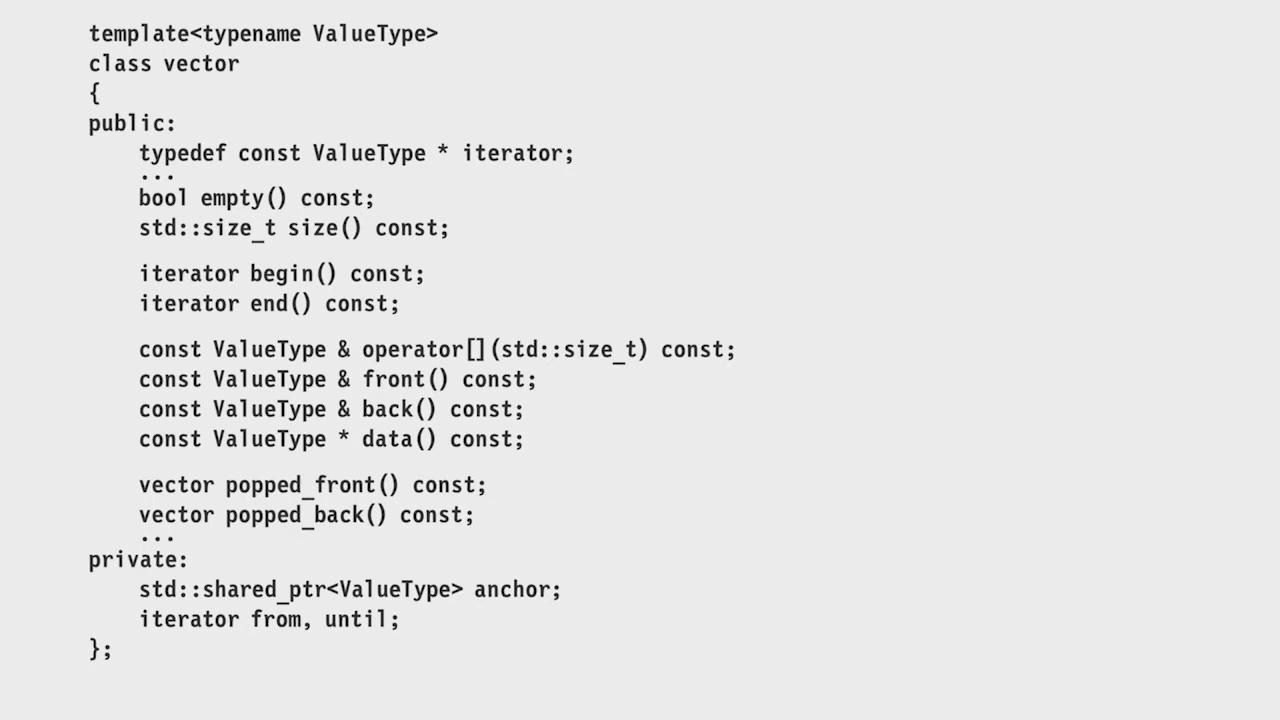 template<typename ValueType>
class vector
{
public:
    typedef const ValueType * iterator;
    ...
    bool empty() const;
    std::size_t size() const;
    iterator begin() const;
    iterator end() const;
    const ValueType & operator[](std::size_t) const;
    const ValueType & front() const;
    const ValueType & back() const;
    const ValueType * data() const;
    vector popped_front() const;
    vector popped_back() const;
    ...
private:
    std::shared_ptr<ValueType> anchor;
    iterator from, until;
};